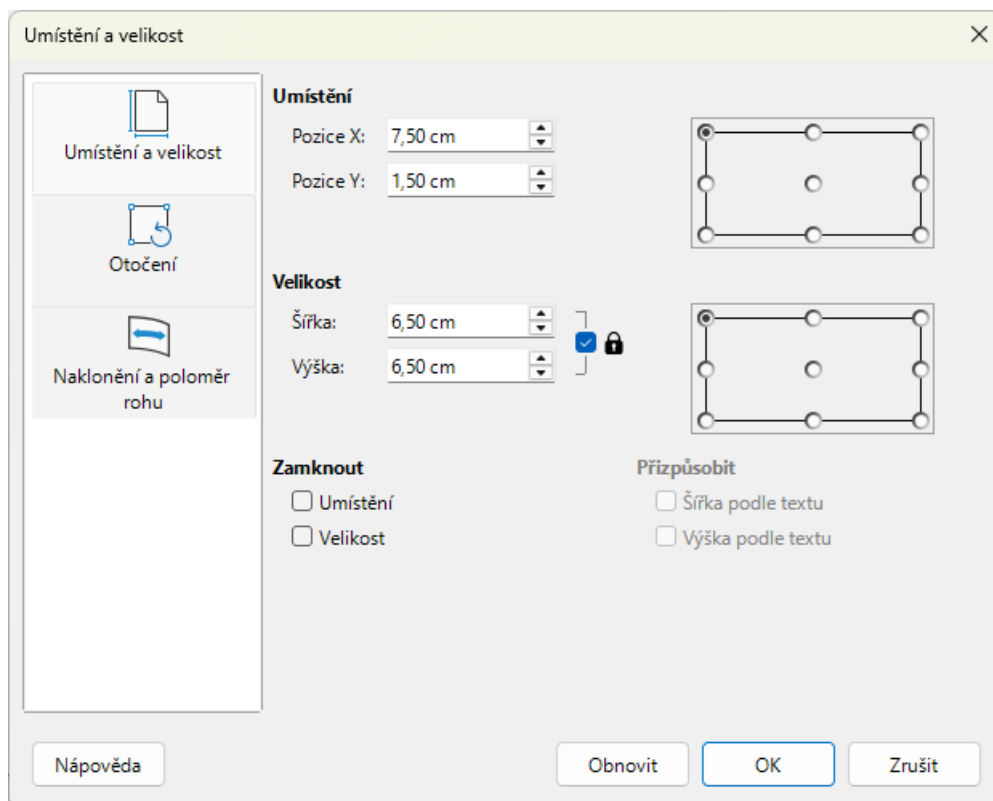 Umístění a velikost
Umístění a velikost
Otočení
Naklonění a poloměr
rohu
Umístění
Pozice X: 7,50 cm
Pozice Y: 1,50 cm
Velikost
Šířka: 6,50 cm
Výška: 6,50 cm
Zamknout
Umístění
Velikost
Přizpůsobit
Šířka podle textu
Výška podle textu
Nápověda
Obnovit
OK
Zrušit